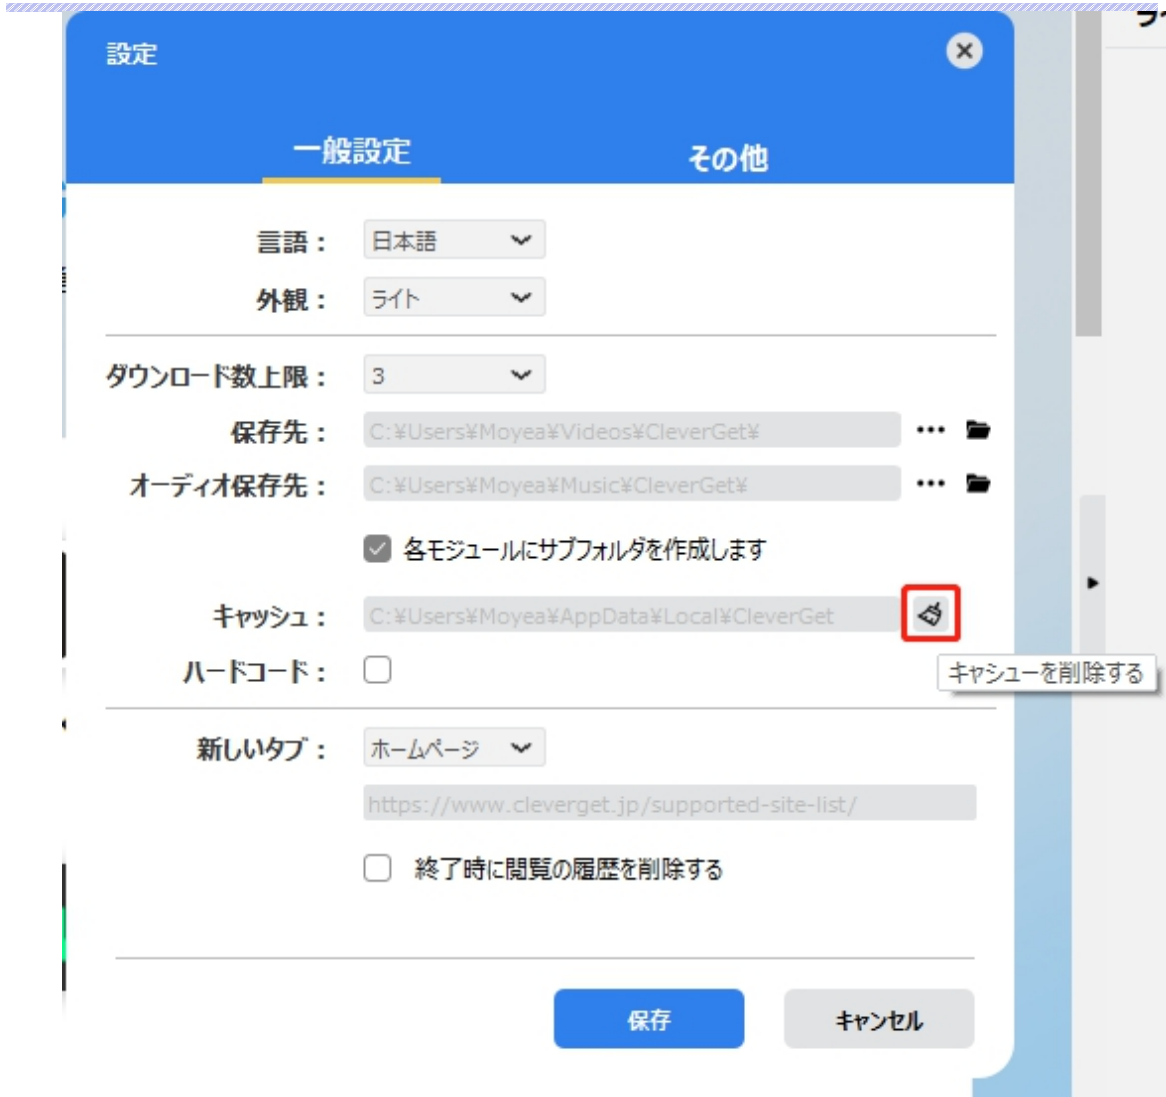 設定
一般設定 その他
言語： 日本語
外観： ライト
ダウンロード数上限： 3
保存先： C:¥Users¥Moyea¥Videos¥CleverGet¥
オーディオ保存先： C:¥Users¥Moyea¥Music¥CleverGet¥
各モジュールにサブフォルダを作成します
キャッシュ： C:¥Users¥Moyea¥AppData¥Local¥CleverGet
ハードコード：
キャシューを削除する
新しいタブ： ホームページ
https://www.cleverget.jp/supported-site-list/
終了時に閲覧の履歴を削除する
保存 キャンセル